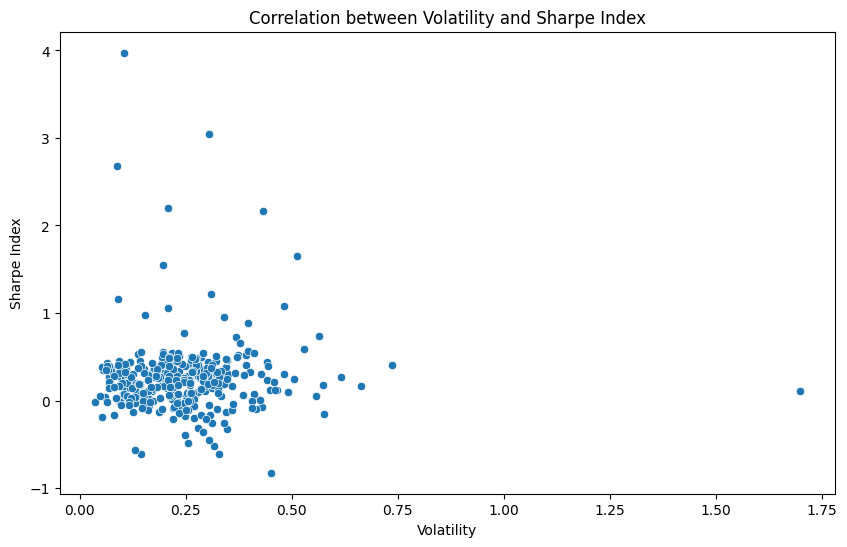 Correlation between Volatility and Sharpe Index
4
3
2
1
0
−1
Sharpe Index
0.00 0.25 0.50 0.75 1.00 1.25 1.50 1.75
Volatility